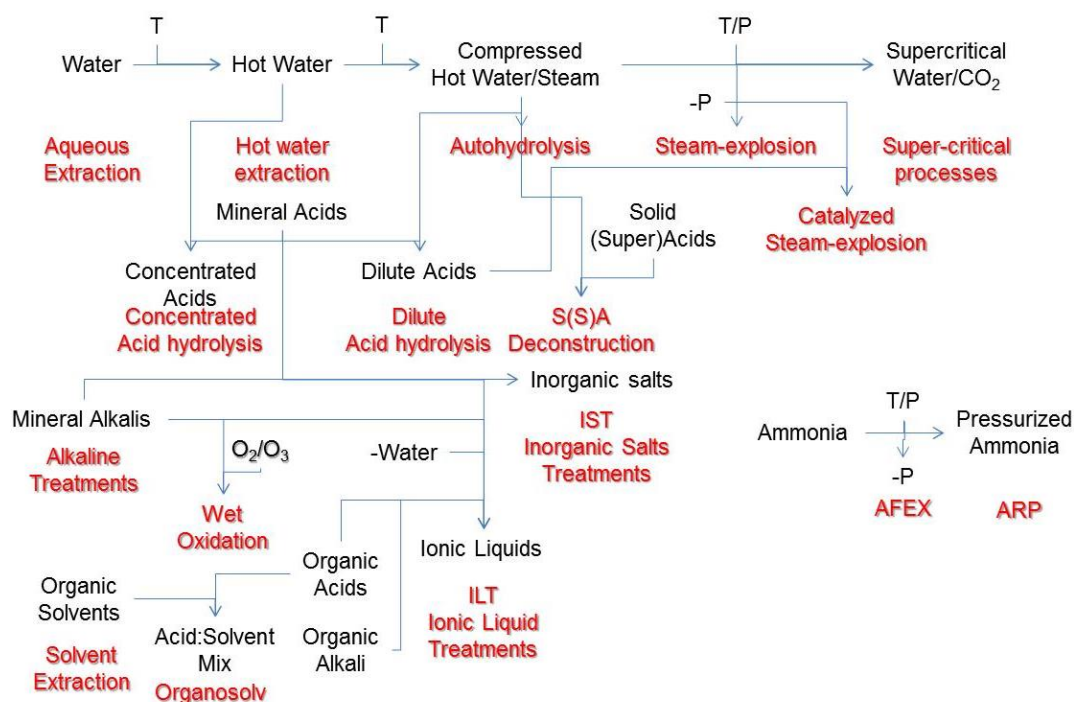 T
T
T/P
Water
Hot Water
Compressed
Hot Water/Steam
Supercritical
Water/CO₂
-P
Aqueous
Extraction
Hot water
extraction
Autohydrolysis
Steam-explosion
Super-critical
processes
Mineral Acids
Solid
(Super)Acids
Catalyzed
Steam-explosion
Concentrated
Acids
Dilute Acids
Concentrated
Acid hydrolysis
Dilute
Acid hydrolysis
S(S)A
Deconstruction
Inorganic salts
Mineral Alkalis
IST
Inorganic Salts
Treatments
Alkaline
Treatments
O₂/O₃
-Water
Ammonia
T/P
Pressurized
Ammonia
-P
AFEX
ARP
Wet
Oxidation
Ionic Liquids
Organic
Acids
Organic
Solvents
ILT
Ionic Liquid
Treatments
Acid:Solvent
Mix
Organic
Alkali
Solvent
Extraction
Organosolv